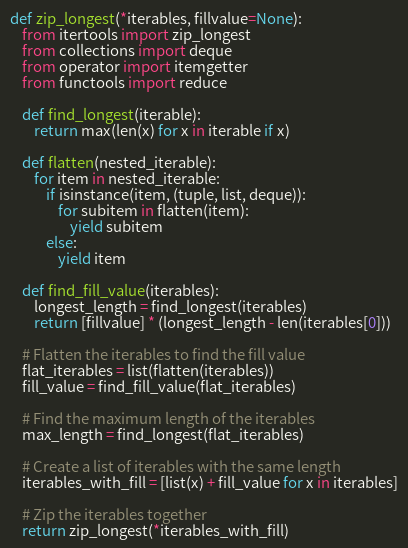 def zip_longest(*iterables, fillvalue=None):
from itertools import zip_longest
from collections import deque
from operator import itemgetter
from functools import reduce
def find_longest(iterable):
return max(len(x) for x in iterable if x)
def flatten(nested_iterable):
for item in nested_iterable:
if isinstance(item, (tuple, list, deque)):
for subitem in flatten(item):
yield subitem
else:
yield item
def find_fill_value(iterables):
longest_length = find_longest(iterables)
return [fillvalue] * (longest_length - len(iterables[0]))
# Flatten the iterables to find the fill value
flat_iterables = list(flatten(iterables))
fill_value = find_fill_value(flat_iterables)
# Find the maximum length of the iterables
max_length = find_longest(flat_iterables)
# Create a list of iterables with the same length
iterables_with_fill = [list(x) + fill_value for x in iterables]
# Zip the iterables together
return zip_longest(*iterables_with_fill)